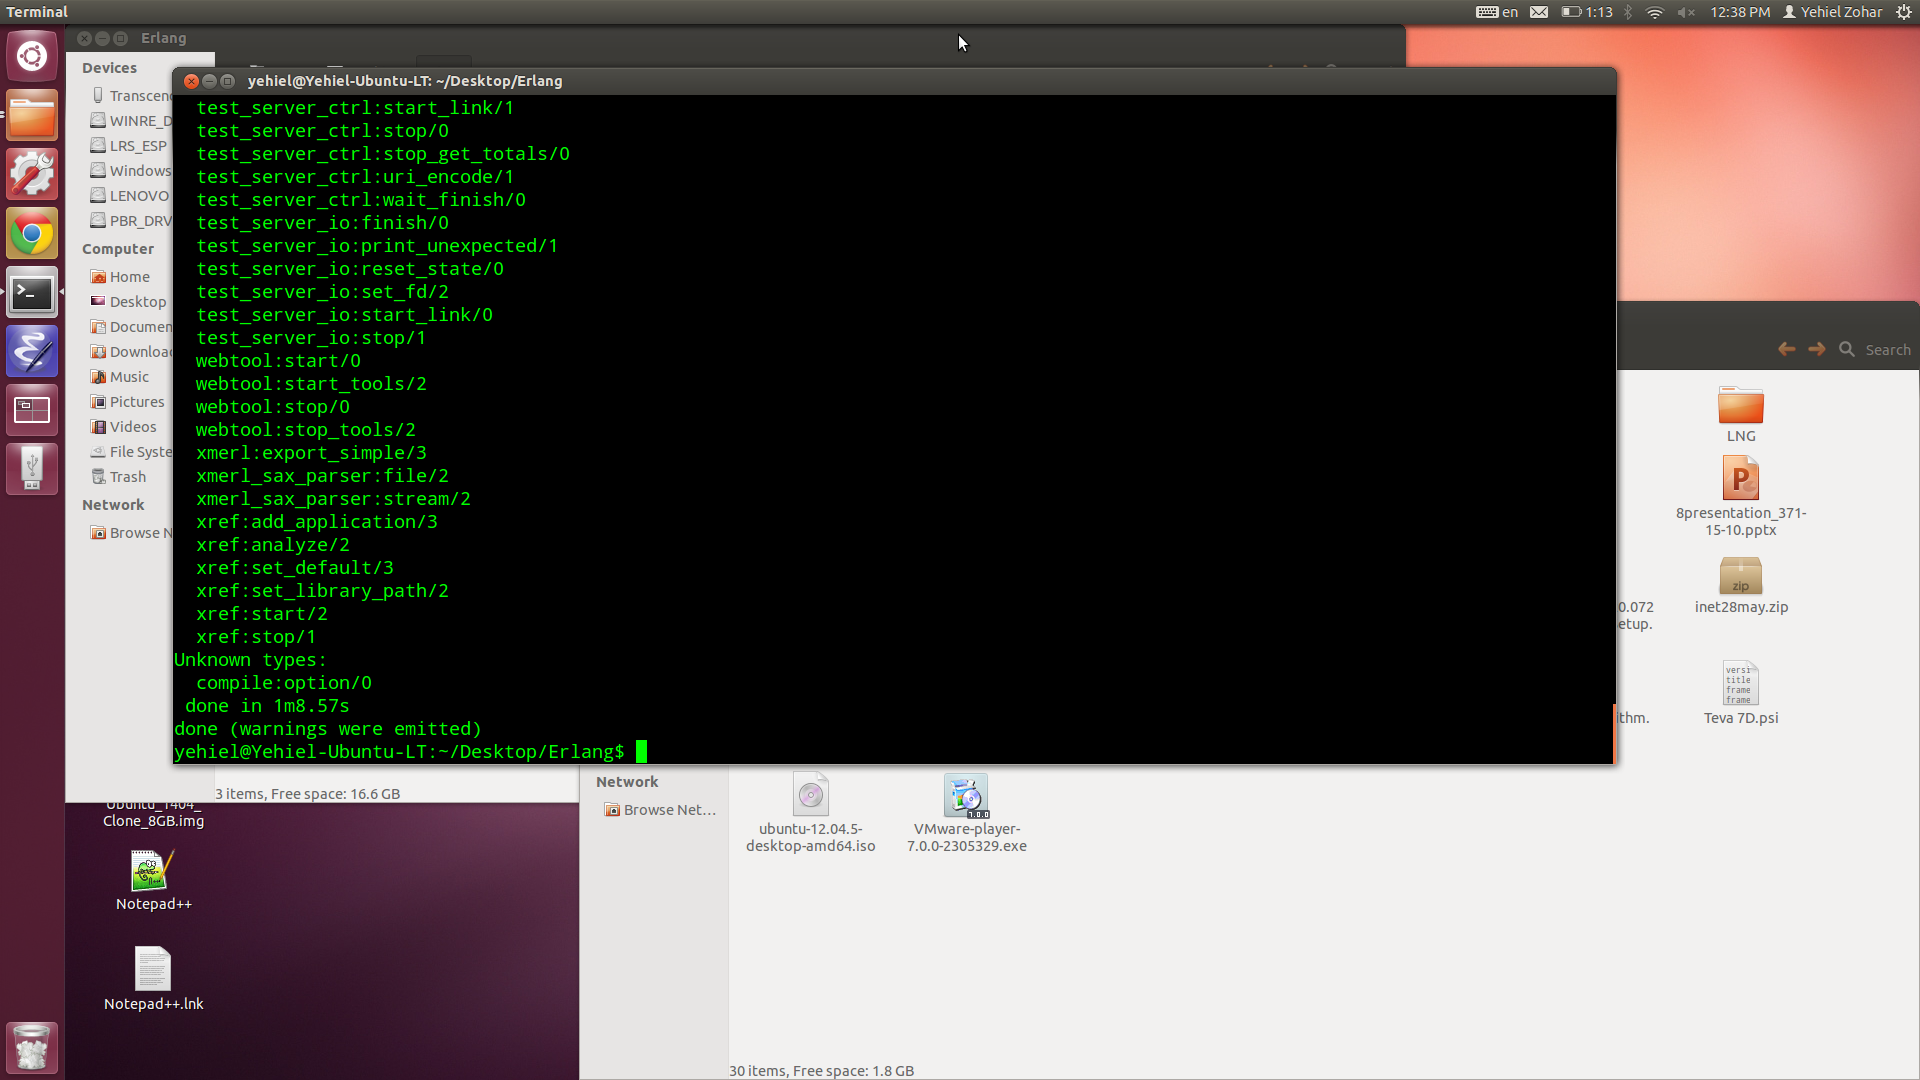 Terminal
en
1:13
12:38 PM
Yehiel Zohar
Erlang
Devices
Transcend
WINRE_D
LRS_ESP
Windows
LENOVO
PBR_DRV
Computer
Home
Desktop
Documen
Downloa
Music
Pictures
Videos
File Syste
Trash
Network
Browse N
3 items, Free space: 16.6 GB
yehiel@Yehiel-Ubuntu-LT: ~/Desktop/Erlang
test_server_ctrl:start_link/1
test_server_ctrl:stop/0
test_server_ctrl:stop_get_totals/0
test_server_ctrl:uri_encode/1
test_server_ctrl:wait_finish/0
test_server_io:finish/0
test_server_io:print_unexpected/1
test_server_io:reset_state/0
test_server_io:set_fd/2
test_server_io:start_link/0
test_server_io:stop/1
webtool:start/0
webtool:start_tools/2
webtool:stop/0
webtool:stop_tools/2
xmerl:export_simple/3
xmerl_sax_parser:file/2
xmerl_sax_parser:stream/2
xref:add_application/3
xref:analyze/2
xref:set_default/3
xref:set_library_path/2
xref:start/2
xref:stop/1
Unknown types:
compile:option/0
done in 1m8.57s
done (warnings were emitted)
yehiel@Yehiel-Ubuntu-LT:~/Desktop/Erlang$
Search
LNG
8presentation_371-
15-10.pptx
0.072
etup.
zip
inet28may.zip
versi
title
frame
frame
thm.
Teva 7D.psi
Network
Browse Net...
ubuntu-12.04.5-
desktop-amd64.iso
1.0.0
VMware-player-
7.0.0-2305329.exe
30 items, Free space: 1.8 GB
Ubuntu_1404_
Clone_8GB.img
Notepad++
Notepad++.lnk